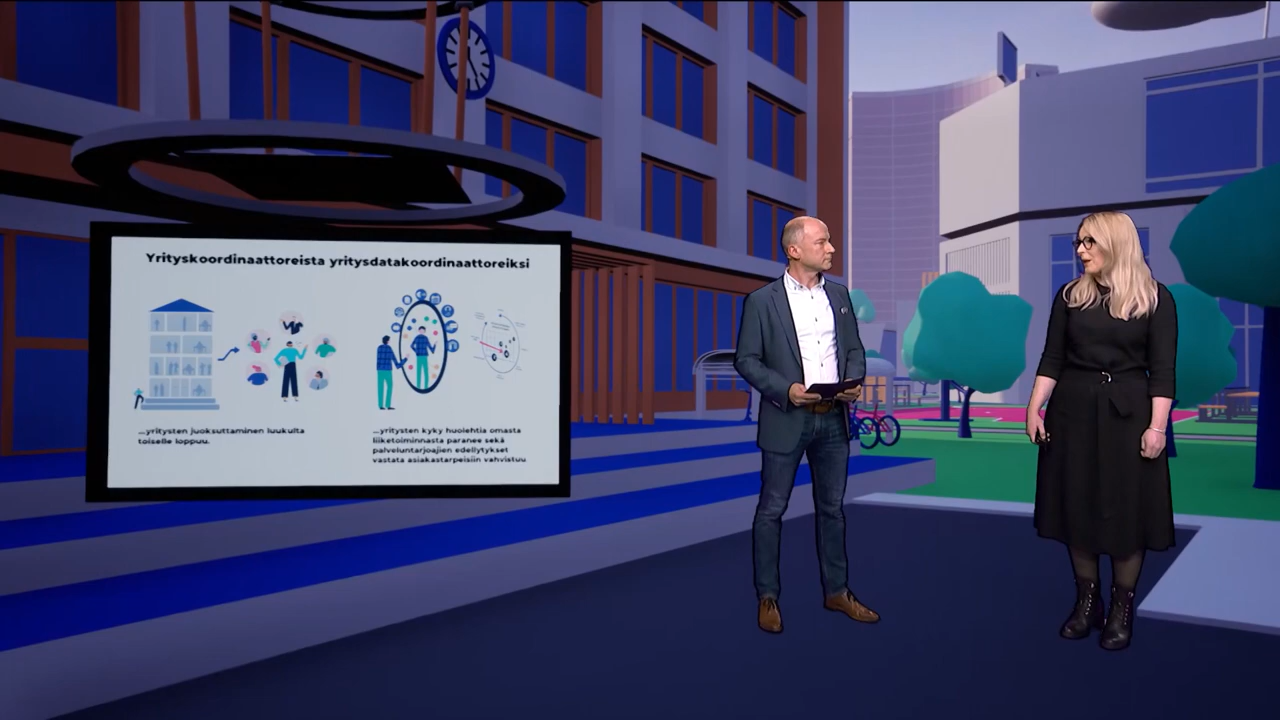 Yrityskoordinaattoreista yritysdatakoordinaattoreiksi
...yritysten juoksuttaminen luukulta
toiselle loppuu.
...yritysten kyky huolehtia omasta
liiketoiminnasta paranee sekä
palveluntarjoajien edellytykset
vastata asiakastarpeisiin vahvistuu